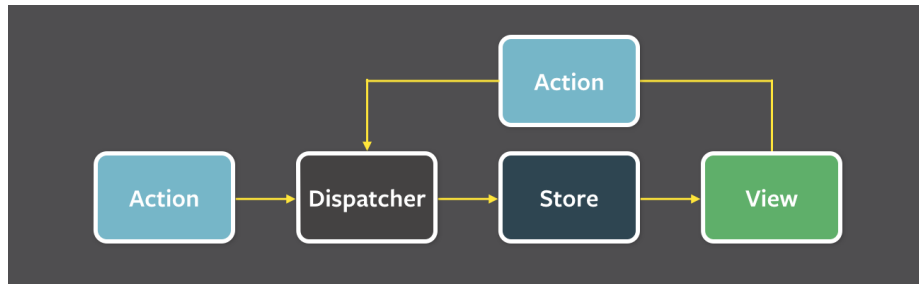 Action
Action
Dispatcher
Store
View